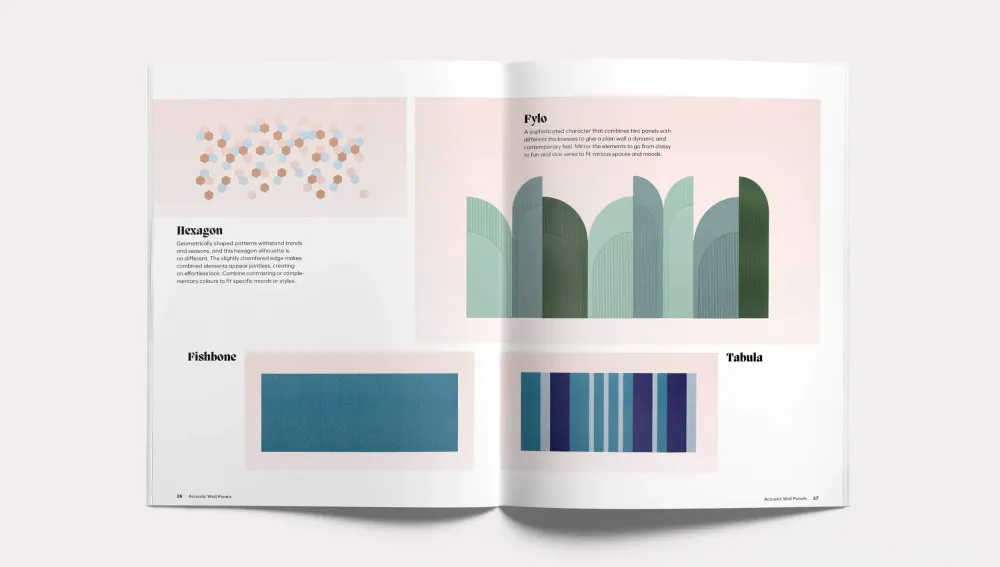 Hexagon
Geometrically shaped patterns withstand trends
and seasons, and this hexagon silhouette is
no different. The slightly chamfered edge makes
combined elements appear jointless, creating
an effortless look. Combine contrasting or comple-
mentary colours to fit specific moods or styles.
Fishbone
26 Acoustic Wall Panels
Fylo
A sophisticated character that combines two panels with
different thicknesses to give a plain wall a dynamic and
contemporary feel. Mirror the elements to go from classy
to fun and vice versa to fit various spaces and moods.
Tabula
Acoustic Wall Panels 27